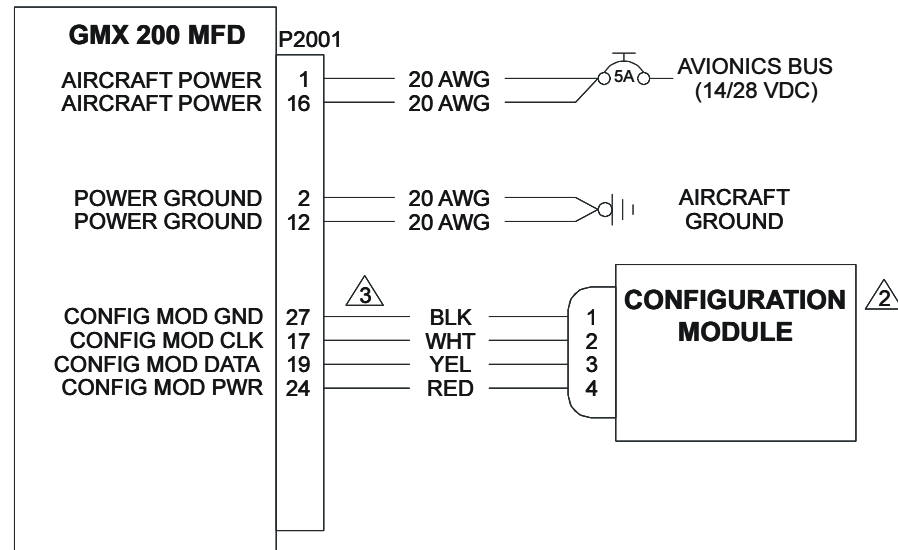 GMX 200 MFD
P2001
AIRCRAFT POWER 1 20 AWG
AIRCRAFT POWER 16 20 AWG
5A
AVIONICS BUS
(14/28 VDC)
POWER GROUND 2 20 AWG
POWER GROUND 12 20 AWG
AIRCRAFT
GROUND
3
CONFIG MOD GND 27 BLK 1
CONFIG MOD CLK 17 WHT 2
CONFIG MOD DATA 19 YEL 3
CONFIG MOD PWR 24 RED 4
CONFIGURATION
MODULE
2